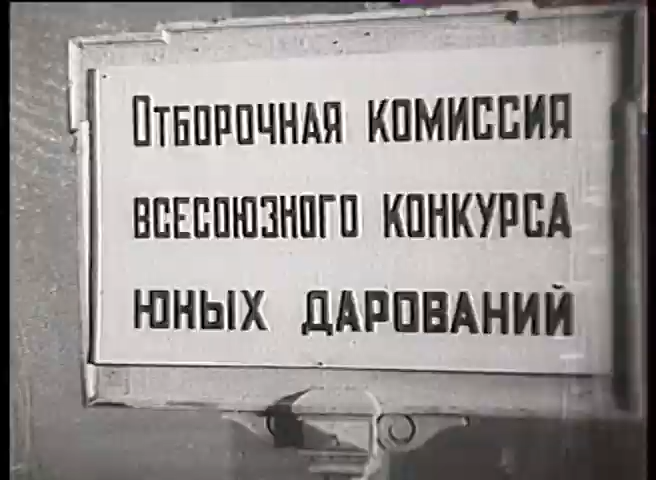 Отборочная комиссия
всесоюзного конкурса
юных дарований